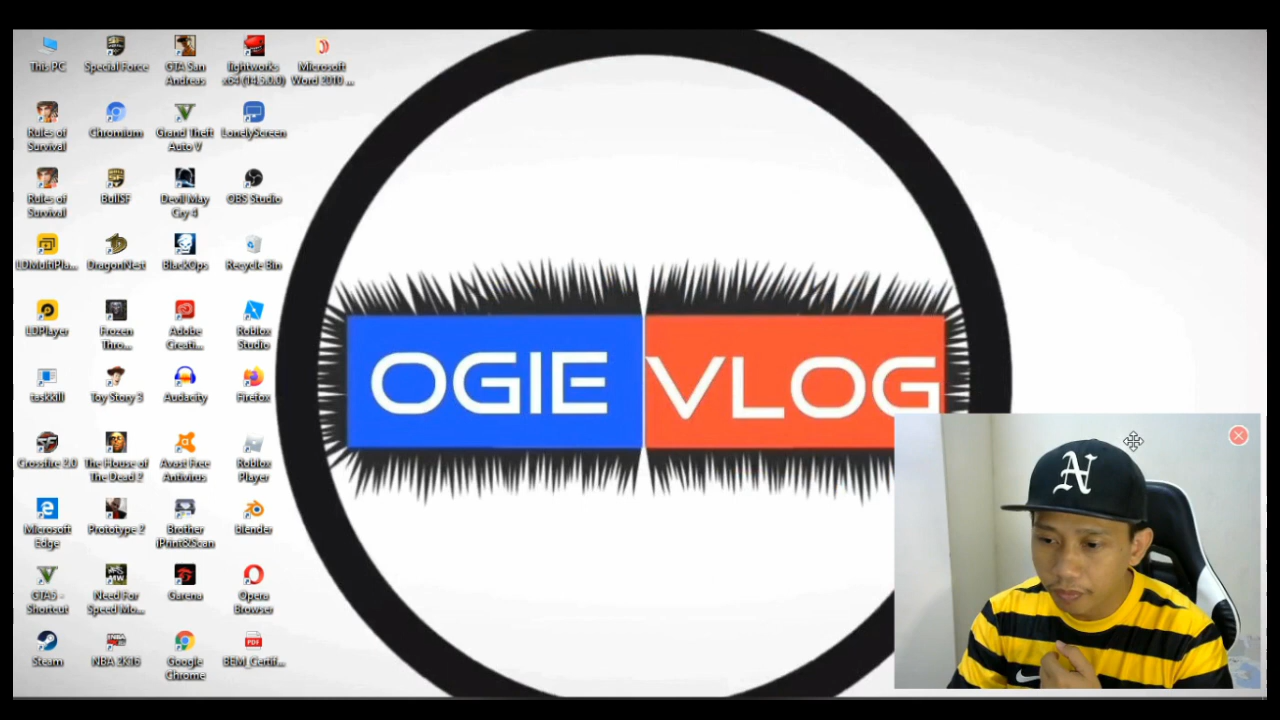 This PC
Special Force
GTA San
Andreas
lightworks
x64 (14.5.0.0)
Microsoft
Word 2010 ...
Rules of
Survival
Chromium
Grand Theft
Auto V
LonelyScreen
Rules of
Survival
BullSF
Devil May
Cry 4
OBS Studio
LDMultiPla...
DragonNest
BlackOps
Recycle Bin
LDPlayer
Frozen
Thro...
Adobe
Creati...
Roblox
Studio
OGIE VLOG
taskkill
Toy Story 3
Audacity
Firefox
Crossfire 2.0
The House of
The Dead 2
Avast Free
Antivirus
Roblox
Player
Microsoft
Edge
Prototype 2
Brother
iPrint&Scan
blender
GTA5 -
Shortcut
Need For
Speed Mo...
Garena
Opera
Browser
Steam
NBA 2K16
Google
Chrome
BEM_Certif...